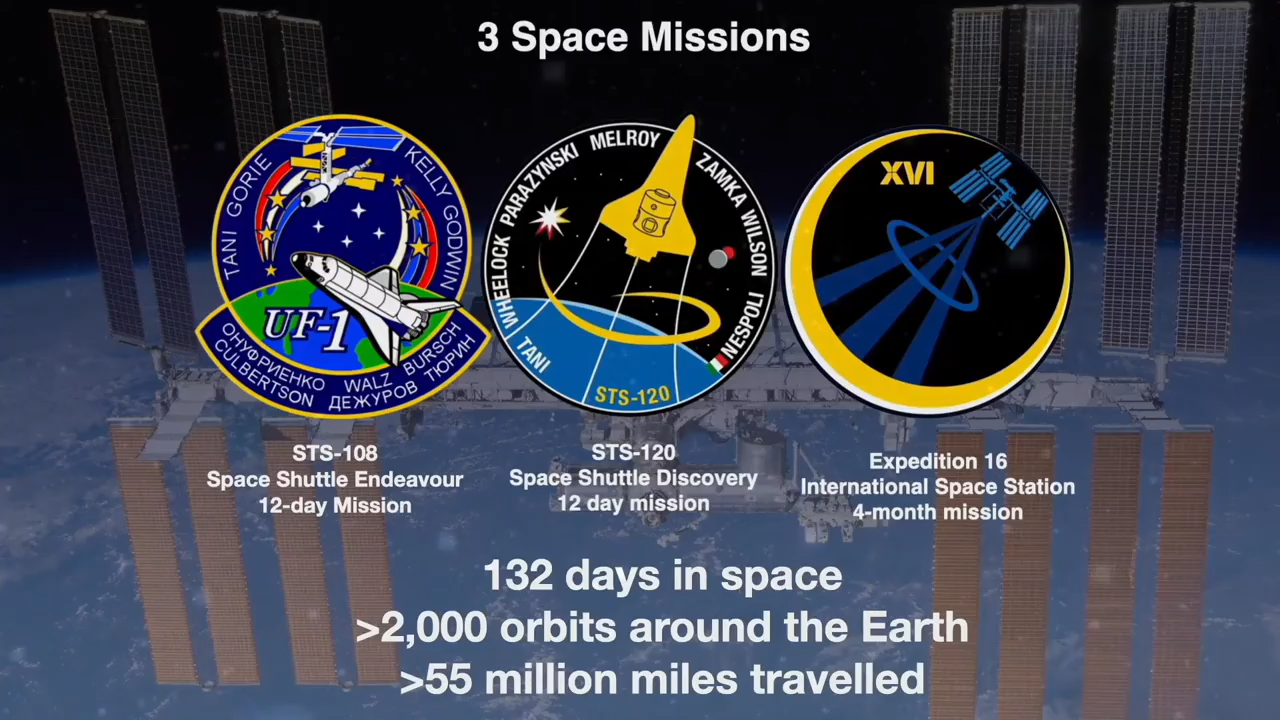 3 Space Missions
TANI GORIE
KELLY GODWIN
UF-1
ОНУФРИЕНКО WALZ BURSCH
CULBERTSON ДЕЖУРОВ ТЮРИН
WHEELOCK PARAZYNSKI MELROY ZAMKA WILSON NESPOLI
TANI
STS-120
XVI
STS-108
Space Shuttle Endeavour
12-day Mission
STS-120
Space Shuttle Discovery
12 day mission
Expedition 16
International Space Station
4-month mission
132 days in space
>2,000 orbits around the Earth
>55 million miles travelled